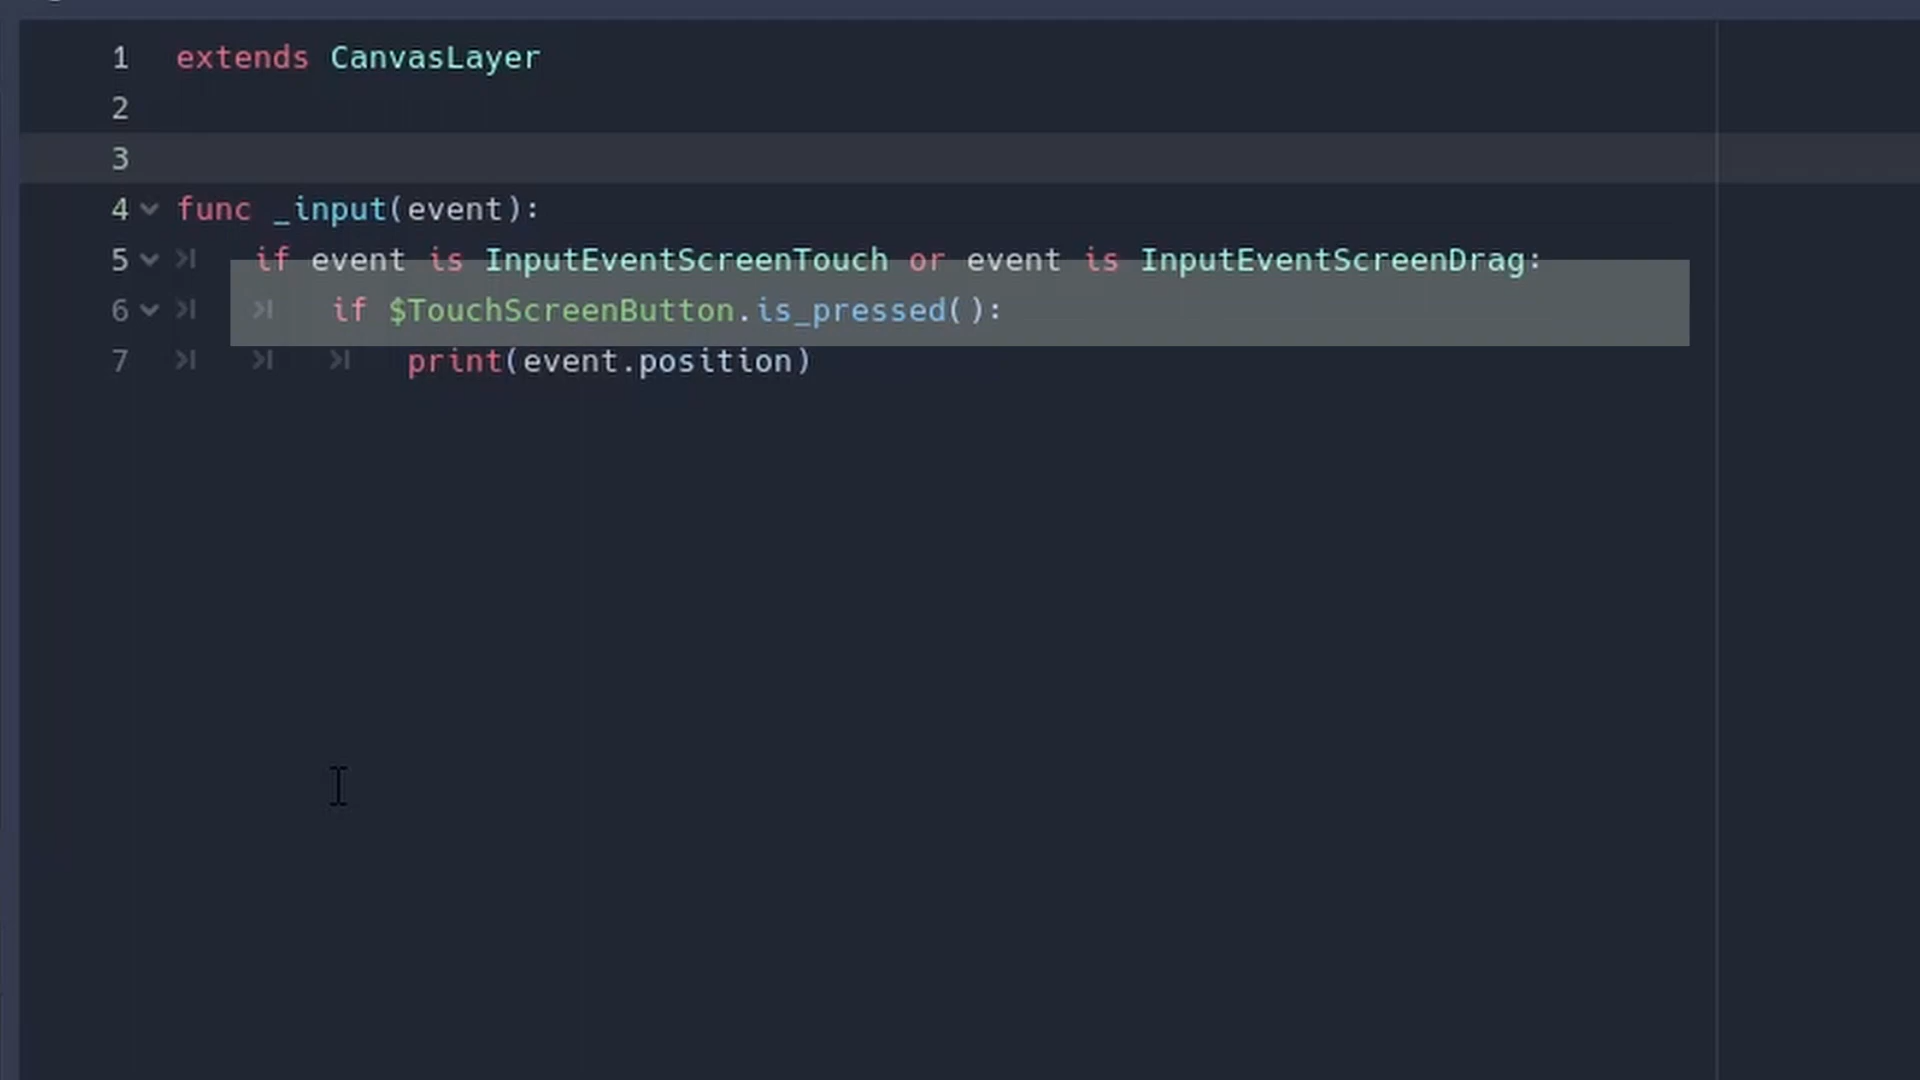 1 extends CanvasLayer
2
3
4 func _input(event):
5 if event is InputEventScreenTouch or event is InputEventScreenDrag:
6 if $TouchScreenButton.is_pressed():
7 print(event.position)